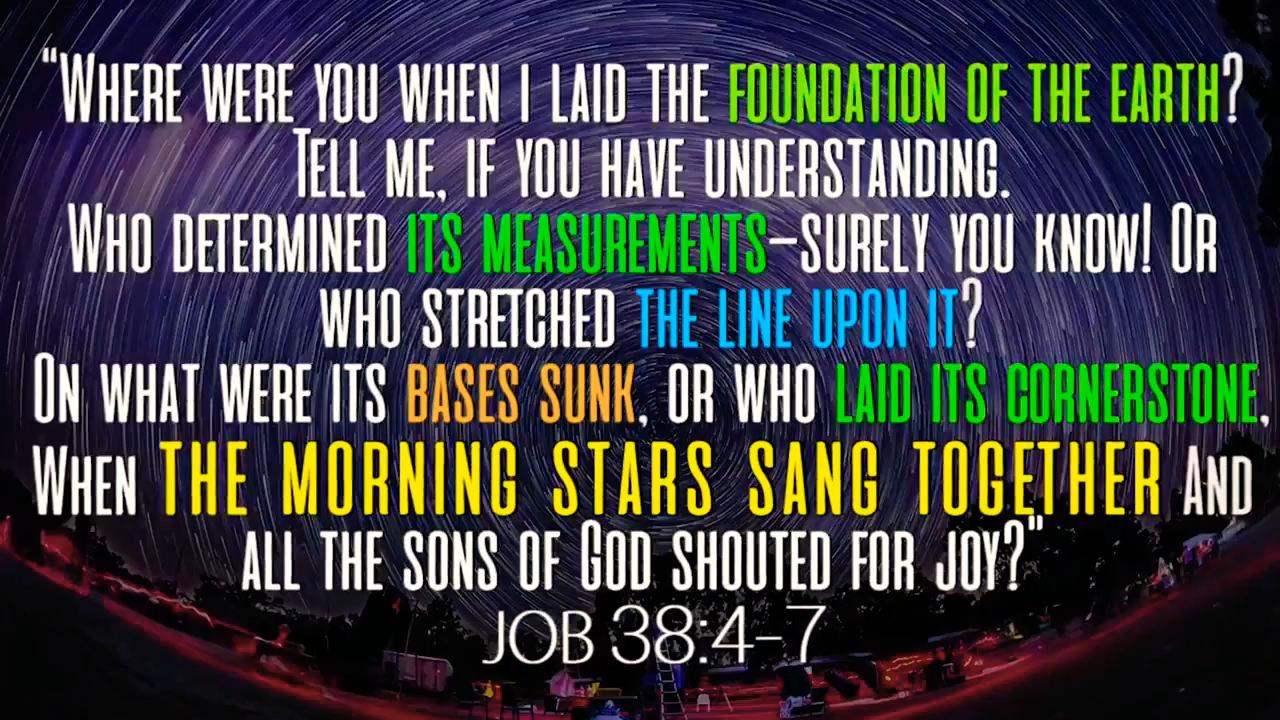 “Where were you when I laid the foundation of the earth?
Tell me, if you have understanding.
Who determined its measurements–surely you know! Or
who stretched the line upon it?
On what were its bases sunk, or who laid its cornerstone,
When the morning stars sang together And
all the sons of God shouted for joy?"
JOB 38:4–7